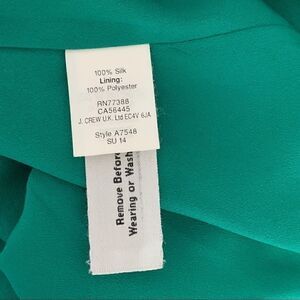 100% Silk
Lining:
100% Polyester
RN77388
CA56445
J. CREW U.K. Ltd EC4V 6JA
Style A7548
SU 14
Remove Before
Wearing or Wash